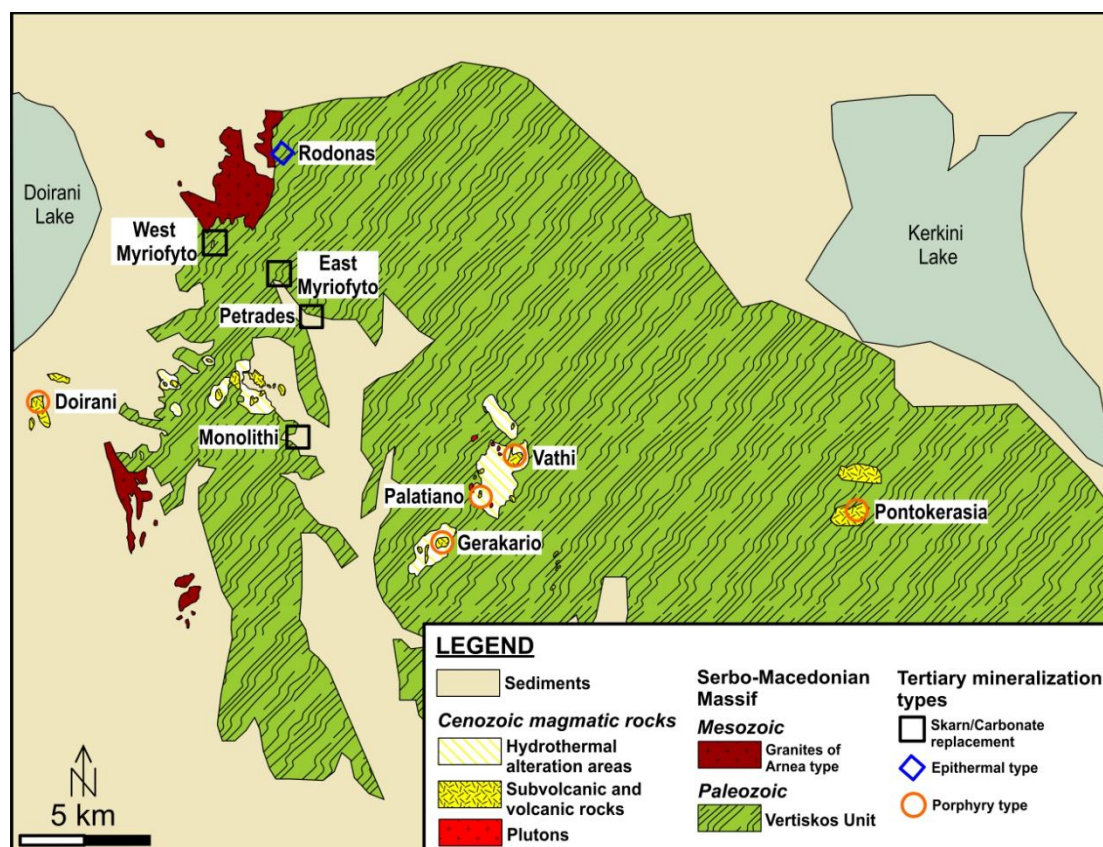 Rodonas
Doirani
Lake
West
Myriofyto
East
Myriofyto
Kerkini
Lake
Petrades
Doirani
Monolithi
Vathi
Palatiano
Pontokerasia
Gerakario
LEGEND
Sediments
Cenozoic magmatic rocks
Hydrothermal
alteration areas
Subvolcanic and
volcanic rocks
Plutons
Serbo-Macedonian
Massif
Mesozoic
Granites of
Arnea type
Paleozoic
Vertiskos Unit
Tertiary mineralization
types
Skarn/Carbonate
replacement
Epithermal type
Porphyry type
N
5 km